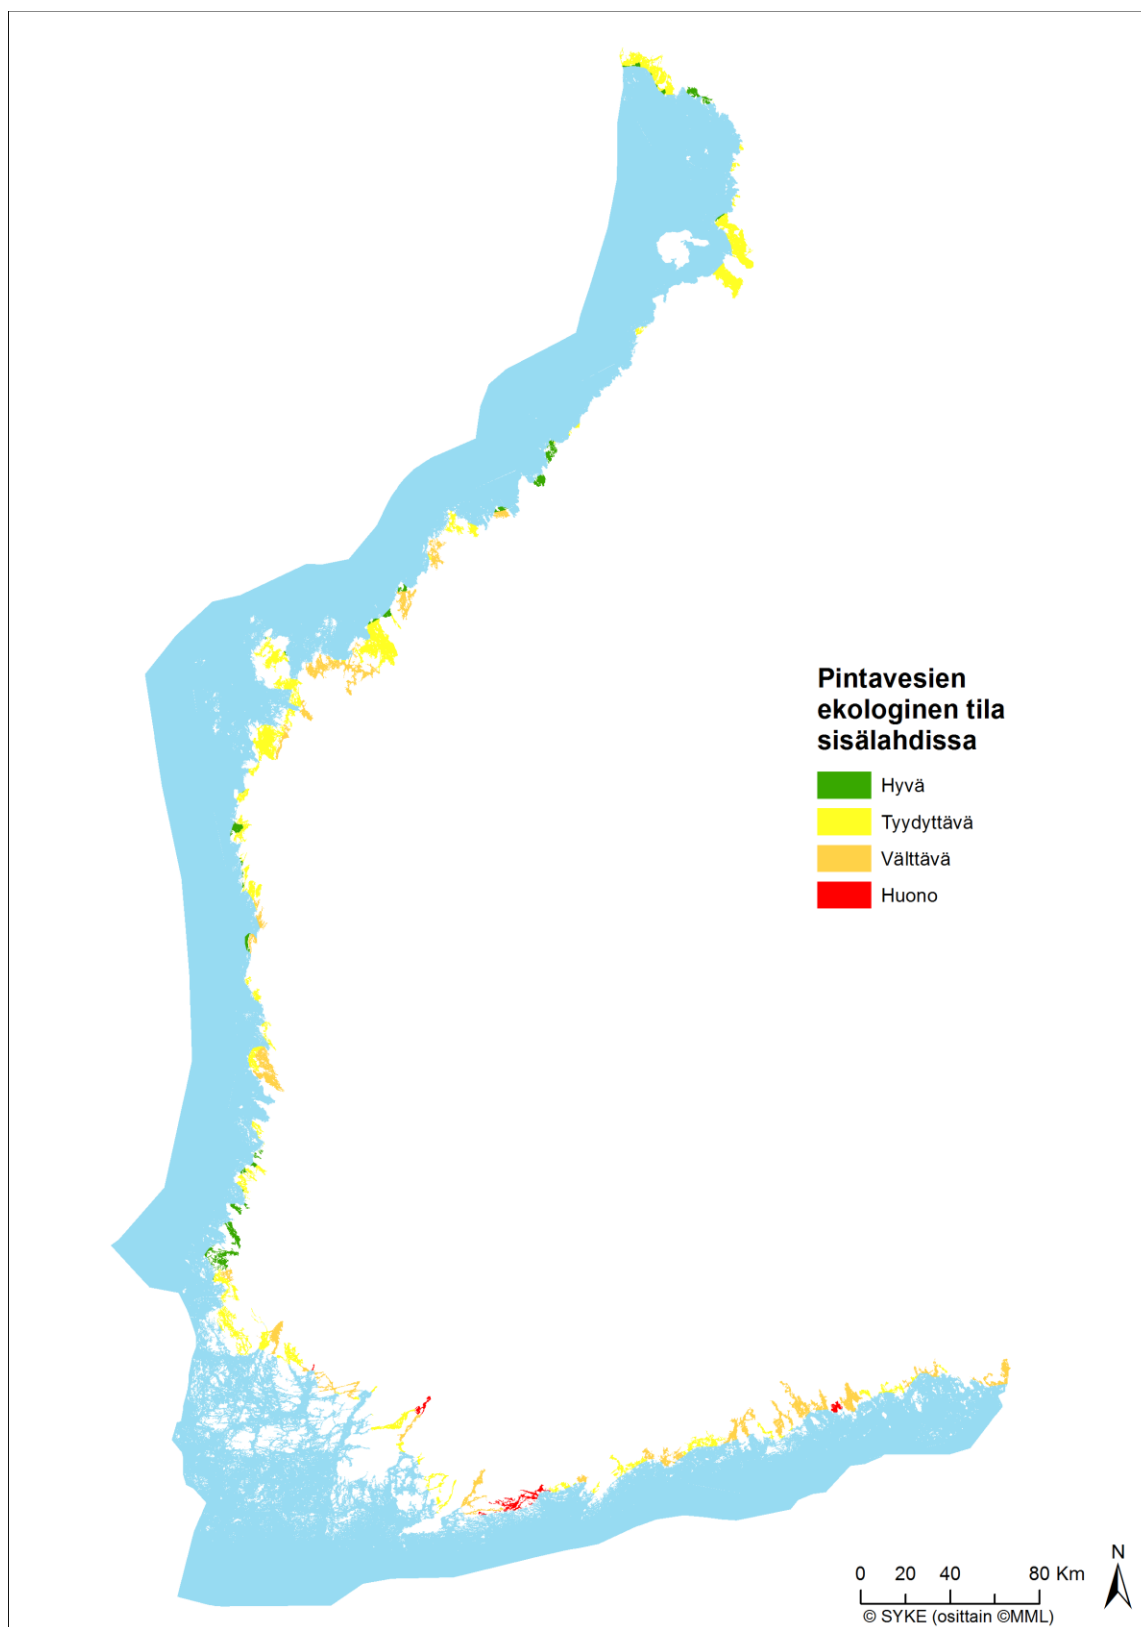 Pintavesien
ekologinen tila
sisälahdissa
Hyvä
Tyydyttävä
Välttävä
Huono
N
0 20 40 80 Km
© SYKE (osittain ©MML)